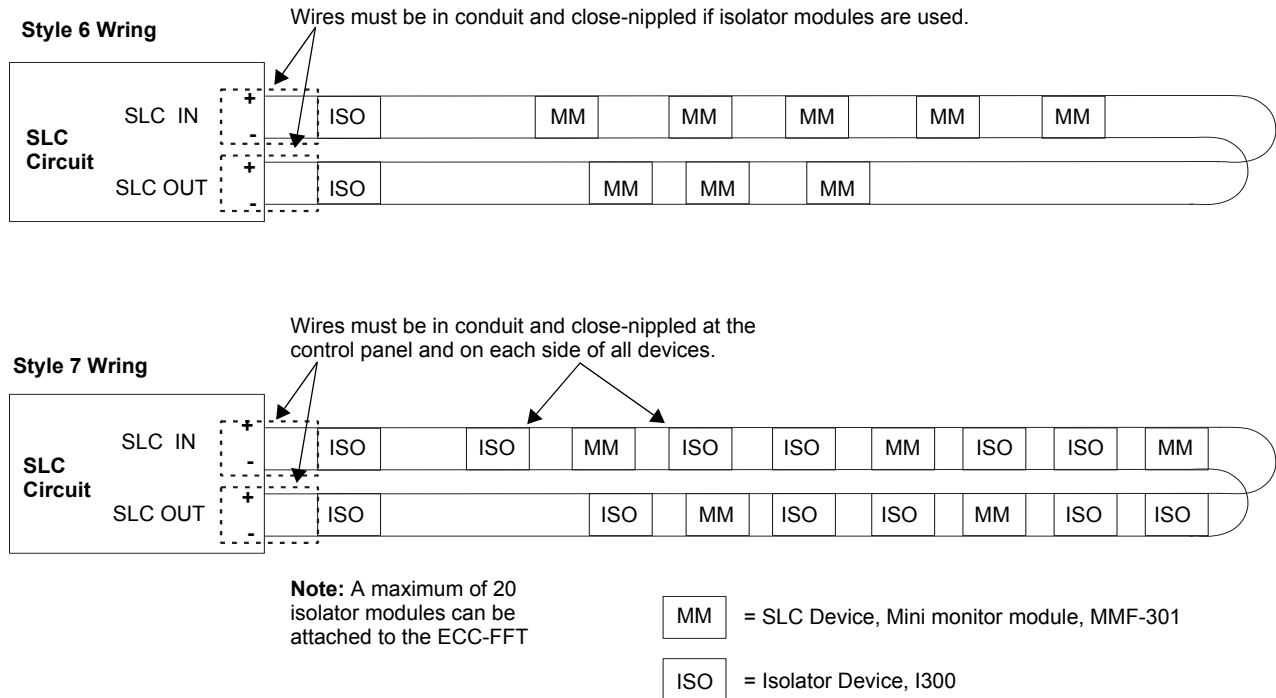 Wires must be in conduit and close-nippled if isolator modules are used.
Style 6 Wring
SLC IN
+
-
ISO
MM
MM
MM
MM
MM
SLC
Circuit
SLC OUT
+
-
ISO
MM
MM
MM
Wires must be in conduit and close-nippled at the
control panel and on each side of all devices.
Style 7 Wring
SLC IN
+
-
ISO
ISO
MM
ISO
ISO
MM
ISO
ISO
MM
SLC
Circuit
SLC OUT
+
-
ISO
ISO
MM
ISO
ISO
MM
ISO
ISO
Note: A maximum of 20
isolator modules can be
attached to the ECC-FFT
MM = SLC Device, Mini monitor module, MMF-301
ISO = Isolator Device, I300